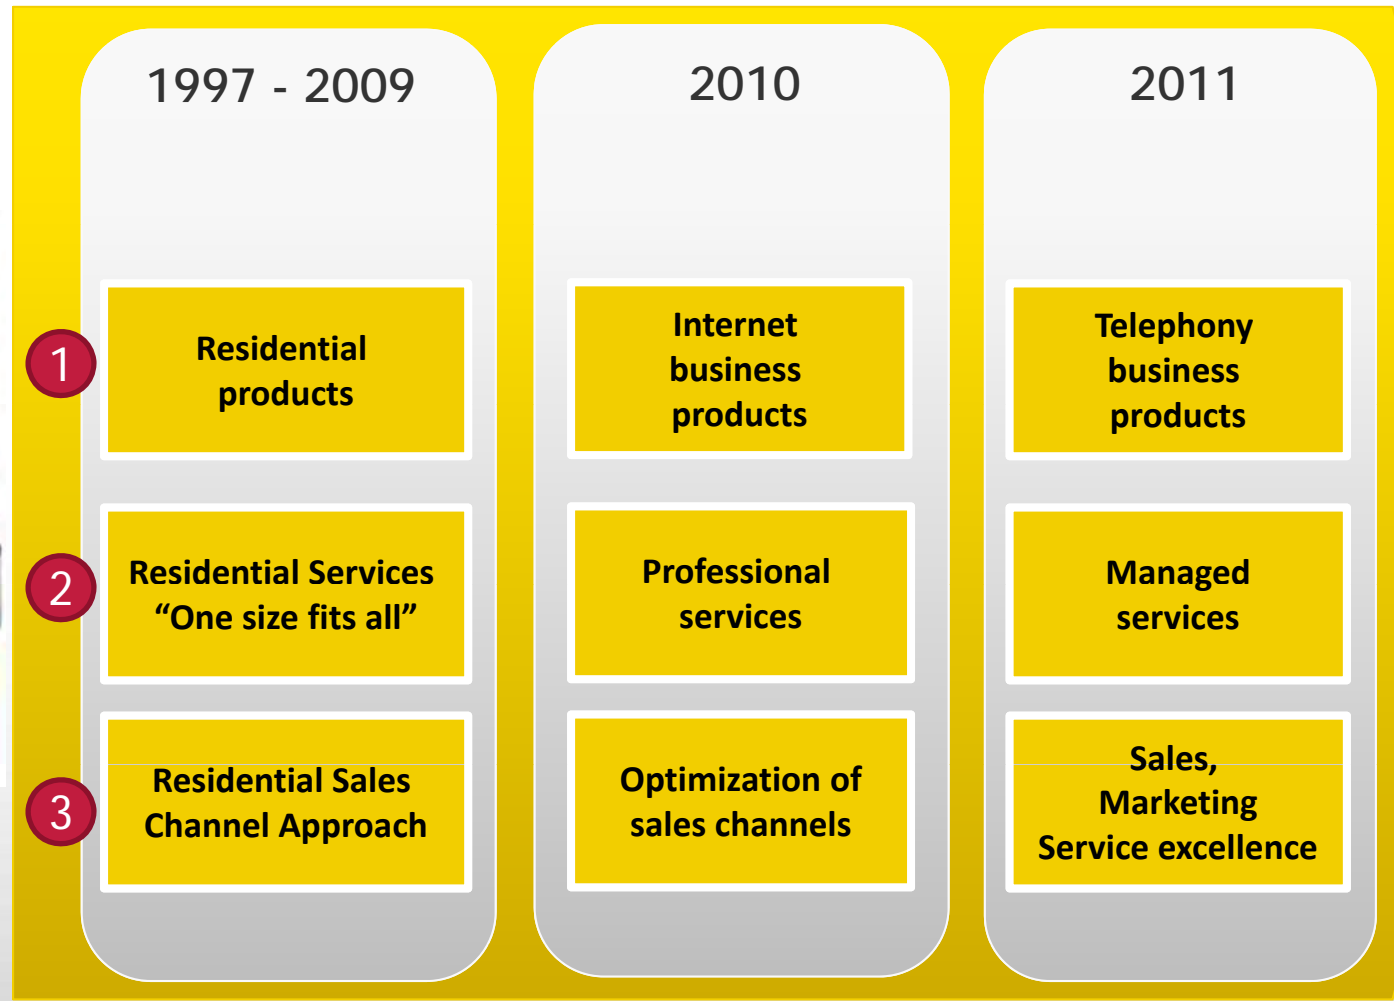 1997 - 2009
2010
2011
1
Residential
products
Internet
business
products
Telephony
business
products
2
Residential Services
“One size fits all”
Professional
services
Managed
services
3
Residential Sales
Channel Approach
Optimization of
sales channels
Sales,
Marketing
Service excellence